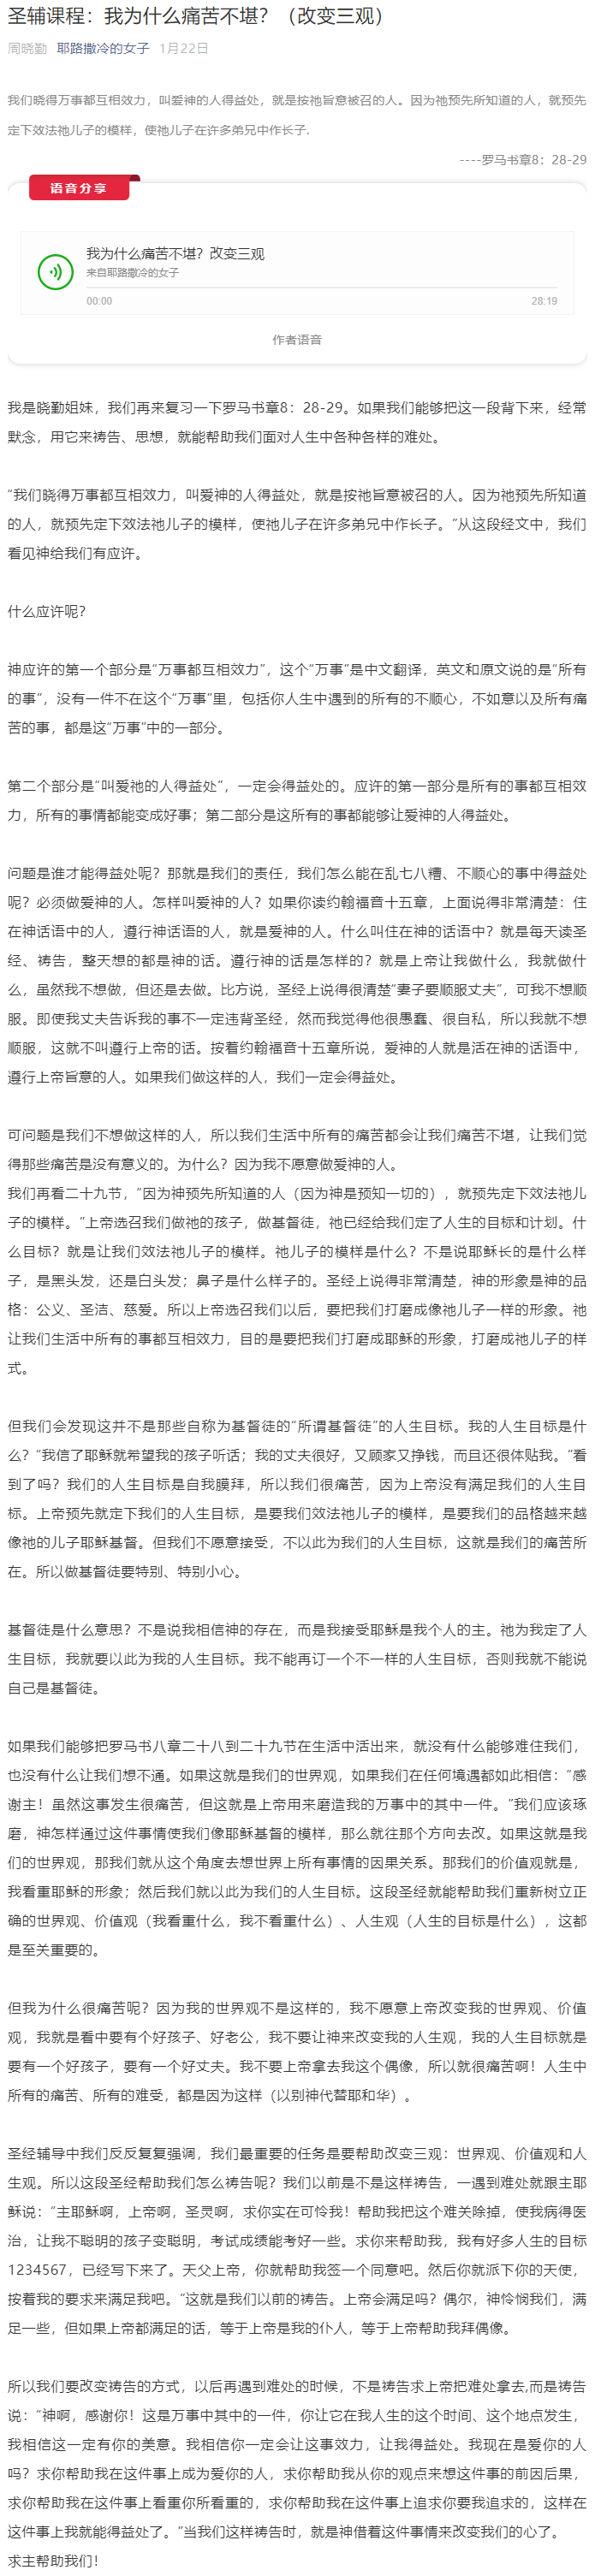 圣辅课程：我为什么痛苦不堪？（改变三观）
周晓勤 耶路撒冷的女子 1月22日
我们晓得万事都互相效力，叫爱神的人得益处，就是按祂旨意被召的人。因为祂预先所知道的人，就预先
定下效法祂儿子的模样，使祂儿子在许多弟兄中作长子.
----罗马书章8：28-29
语音分享
我为什么痛苦不堪？改变三观
来自耶路撒冷的女子
00:00 28:19
作者语音
我是晓勤姐妹，我们再来复习一下罗马书章8：28-29。如果我们能够把这一段背下来，经常
默念，用它来祷告、思想，就能帮助我们面对人生中各种各样的难处。
“我们晓得万事都互相效力，叫爱神的人得益处，就是按祂旨意被召的人。因为祂预先所知道
的人，就预先定下效法祂儿子的模样，使祂儿子在许多弟兄中作长子。”从这段经文中，我们
看见神给我们有应许。
什么应许呢？
神应许的第一个部分是“万事都互相效力”，这个“万事”是中文翻译，英文和原文说的是“所有
的事”，没有一件不在这个“万事”里，包括你人生中遇到的所有的不顺心，不如意以及所有痛
苦的事，都是这“万事”中的一部分。
第二个部分是“叫爱祂的人得益处”，一定会得益处的。应许的第一部分是所有的事都互相效
力，所有的事情都能变成好事；第二部分是这所有的事都能够让爱神的人得益处。
问题是谁才能得益处呢？那就是我们的责任，我们怎么能在乱七八糟、不顺心的事中得益处
呢？必须做爱神的人。怎样叫爱神的人？如果你读约翰福音十五章，上面说得非常清楚：住
在神话语中的人，遵行神话语的人，就是爱神的人。什么叫住在神的话语中？就是每天读圣
经、祷告，整天想的都是神的话。遵行神的话是怎样的？就是上帝让我做什么，我就做什
么，虽然我不想做，但还是去做。比方说，圣经上说得很清楚“妻子要顺服丈夫”，可我不想顺
服。即使我丈夫告诉我的事不一定违背圣经，然而我觉得他很愚蠢、很自私，所以我就不想
顺服，这就不叫遵行上帝的话。按着约翰福音十五章所说，爱神的人就是活在神的话语中，
遵行上帝旨意的人。如果我们做这样的人，我们一定会得益处。
可问题是我们不想做这样的人，所以我们生活中所有的痛苦都会让我们痛苦不堪，让我们觉
得那些痛苦是没有意义的。为什么？因为我不愿意做爱神的人。
我们再看二十九节，“因为神预先所知道的人（因为神是预知一切的），就预先定下效法祂儿
子的模样。”上帝选召我们做祂的孩子，做基督徒，祂已经给我们定了人生的目标和计划。什
么目标？就是让我们效法祂儿子的模样。祂儿子的模样是什么？不是说耶稣长的是什么样
子，是黑头发，还是白头发；鼻子是什么样子的。圣经上说得非常清楚，神的形象是神的品
格：公义、圣洁、慈爱。所以上帝选召我们以后，要把我们打磨成像祂儿子一样的形象。祂
让我们生活中所有的事都互相效力，目的是要把我们打磨成耶稣的形象，打磨成祂儿子的样
式。
但我们会发现这并不是那些自称为基督徒的“所谓基督徒”的人生目标。我的人生目标是什
么？“我信了耶稣就希望我的孩子听话；我的丈夫很好，又顾家又挣钱，而且还很体贴我。”看
到了吗？我们的人生目标是自我膜拜，所以我们很痛苦，因为上帝没有满足我们的人生目
标。上帝预先就定下我们的人生目标，是要我们效法祂儿子的模样，是要我们的品格越来越
像祂的儿子耶稣基督。但我们不愿意接受，不以此为我们的人生目标，这就是我们的痛苦所
在。所以做基督徒要特别、特别小心。
基督徒是什么意思？不是说我相信神的存在，而是我接受耶稣是我个人的主。祂为我定了人
生目标，我就要以此为我的人生目标。我不能再订一个不一样的人生目标，否则我就不能说
自己是基督徒。
如果我们能够把罗马书八章二十八到二十九节在生活中活出来，就没有什么能够难住我们，
也没有什么让我们想不通。如果这就是我们的世界观，如果我们在任何境遇都如此相信：“感
谢主！虽然这事发生很痛苦，但这就是上帝用来磨造我的万事中的其中一件。”我们应该琢
磨，神怎样通过这件事情使我们像耶稣基督的模样，那么就往那个方向去改。如果这就是我
们的世界观，那我们就从这个角度去想世界上所有事情的因果关系。那我们的价值观就是，
我看重耶稣的形象；然后我们就以此为我们的人生目标。这段圣经就能帮助我们重新树立正
确的世界观、价值观（我看重什么，我不看重什么）、人生观（人生的目标是什么），这都
是至关重要的。
但我为什么很痛苦呢？因为我的世界观不是这样的，我不愿意上帝改变我的世界观、价值
观，我就是看中要有个好孩子、好老公，我不要让神来改变我的人生观，我的人生目标就是
要有一个好孩子，要有一个好丈夫。我不要上帝拿去我这个偶像，所以就很痛苦啊！人生中
所有的痛苦、所有的难受，都是因为这样（以别神代替耶和华）。
圣经辅导中我们反反复复强调，我们最重要的任务是要帮助改变三观：世界观、价值观和人
生观。所以这段圣经帮助我们怎么祷告呢？我们以前是不是这样祷告，一遇到难处就跟主耶
稣说：“主耶稣啊，上帝啊，圣灵啊，求你实在可怜我！帮助我把这个难关除掉，使我病得医
治，让我不聪明的孩子变聪明，考试成绩能考好一些。求你来帮助我，我有好多人生的目标
1234567，已经写下来了。天父上帝，你就帮助我签一个同意吧。然后你就派下你的天使，
按着我的要求来满足我吧。”这就是我们以前的祷告。上帝会满足吗？偶尔，神怜悯我们，满
足一些，但如果上帝都满足的话，等于上帝是我的仆人，等于上帝帮助我拜偶像。
所以我们要改变祷告的方式，以后再遇到难处的时候，不是祷告求上帝把难处拿去,而是祷告
说：“神啊，感谢你！这是万事中其中的一件，你让它在我人生的这个时间、这个地点发生，
我相信这一定有你的美意。我相信你一定会让这事效力，让我得益处。我现在是爱你的人
吗？求你帮助我在这件事上成为爱你的人，求你帮助我从你的观点来想这件事的前因后果，
求你帮助我在这件事上看重你所看重的，求你帮助我在这件事上追求你要我追求的，这样在
这件事上我就能得益处了。”当我们这样祷告时，就是神借着这件事情来改变我们的心了。
求主帮助我们！